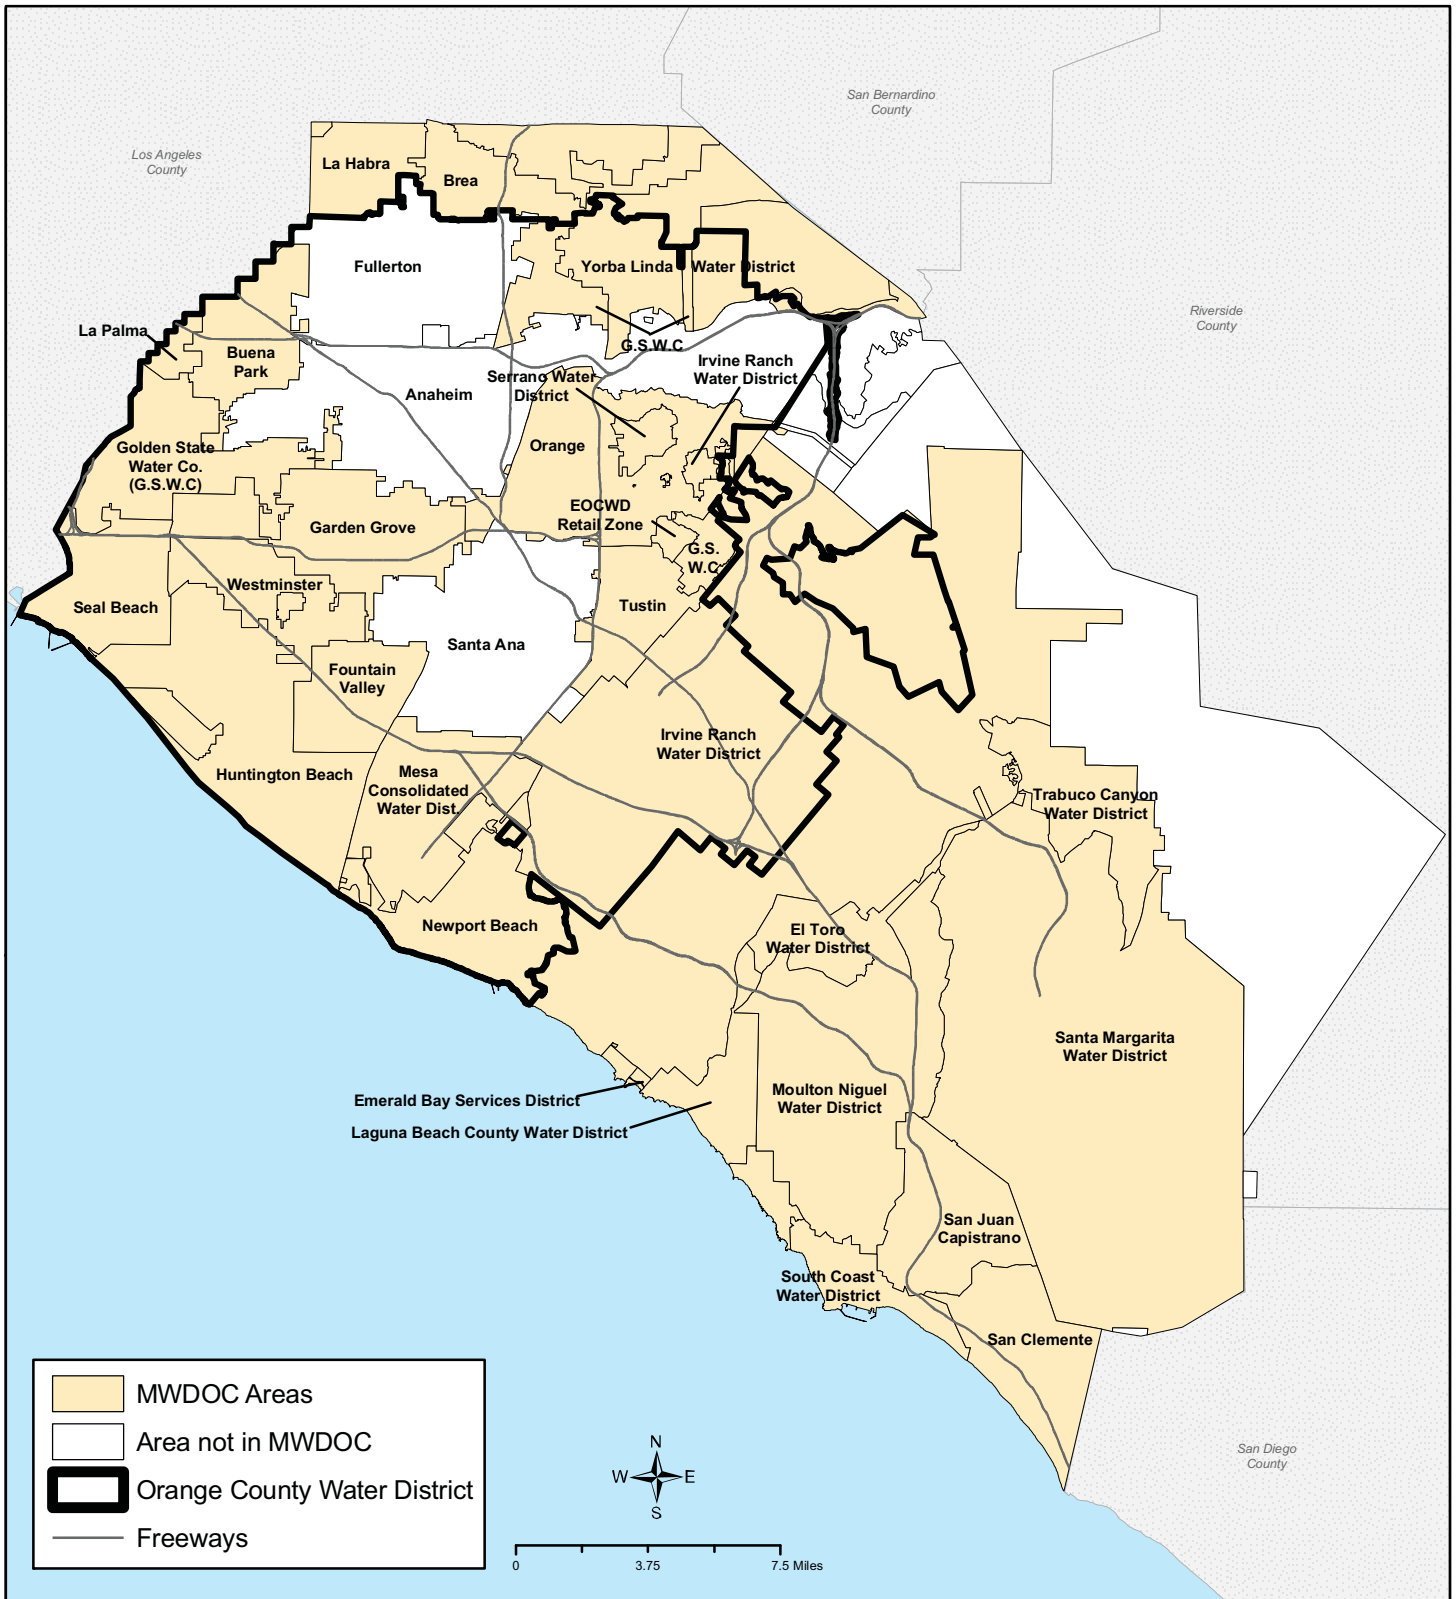 San Bernardino
County
Los Angeles
County
La Habra
Brea
Fullerton
Yorba Linda
Water District
Riverside
County
La Palma
G.S.W.C
Buena
Park
Irvine Ranch
Water District
Serrano Water
District
Anaheim
Orange
Golden State
Water Co.
(G.S.W.C)
EOCWD
Retail Zone
Garden Grove
G.S.
W.C
Westminster
Seal Beach
Tustin
Santa Ana
Fountain
Valley
Irvine Ranch
Water District
Huntington Beach
Mesa
Consolidated
Water Dist.
Trabuco Canyon
Water District
Newport Beach
El Toro
Water District
Santa Margarita
Water District
Emerald Bay Services District
Moulton Niguel
Water District
Laguna Beach County Water District
San Juan
Capistrano
South Coast
Water District
San Clemente
MWDOC Areas
Area not in MWDOC
Orange County Water District
Freeways
N
W E
S
0 3.75 7.5 Miles
San Diego
County